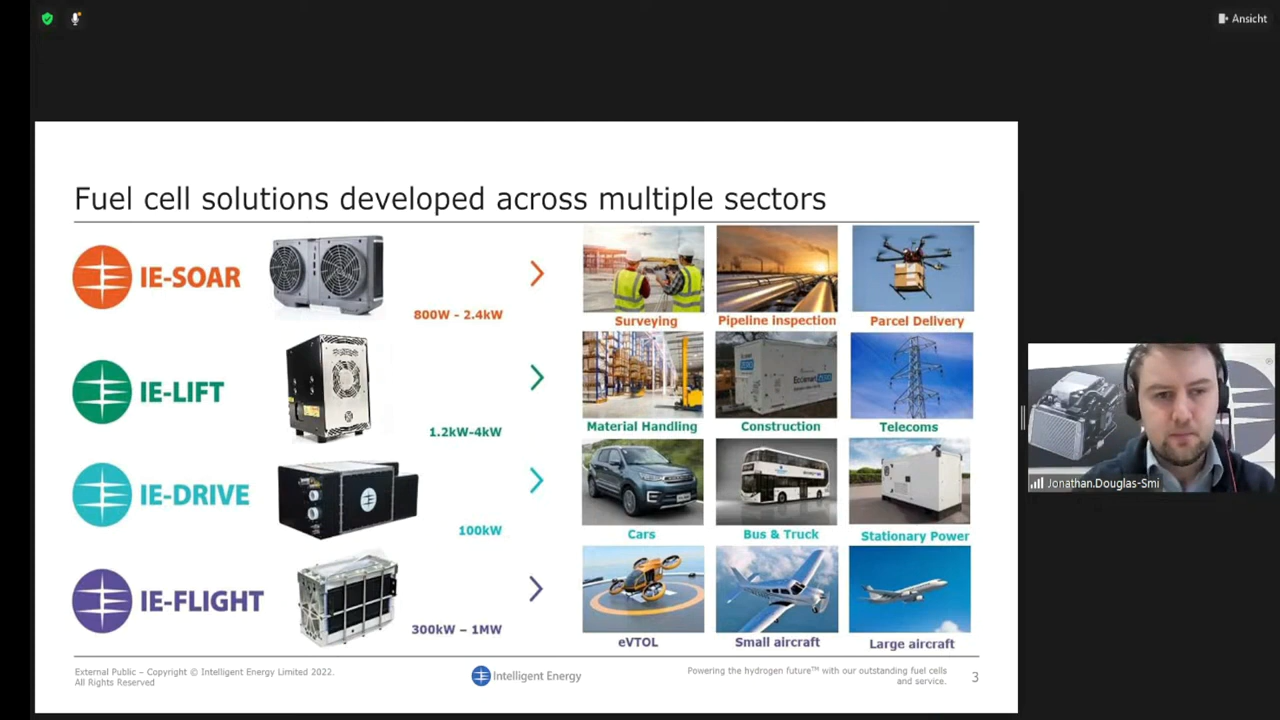 Ansicht
Fuel cell solutions developed across multiple sectors
IE-SOAR
800W - 2.4kW
Surveying
Pipeline inspection
Parcel Delivery
IE-LIFT
1.2kW-4kW
Material Handling
Construction
Telecoms
IE-DRIVE
100kW
Cars
Bus & Truck
Stationary Power
IE-FLIGHT
300kW – 1MW
eVTOL
Small aircraft
Large aircraft
External Public – Copyright © Intelligent Energy Limited 2022.
All Rights Reserved
Intelligent Energy
Powering the hydrogen future™ with our outstanding fuel cells
and service.
3
Jonathan.Douglas-Smi